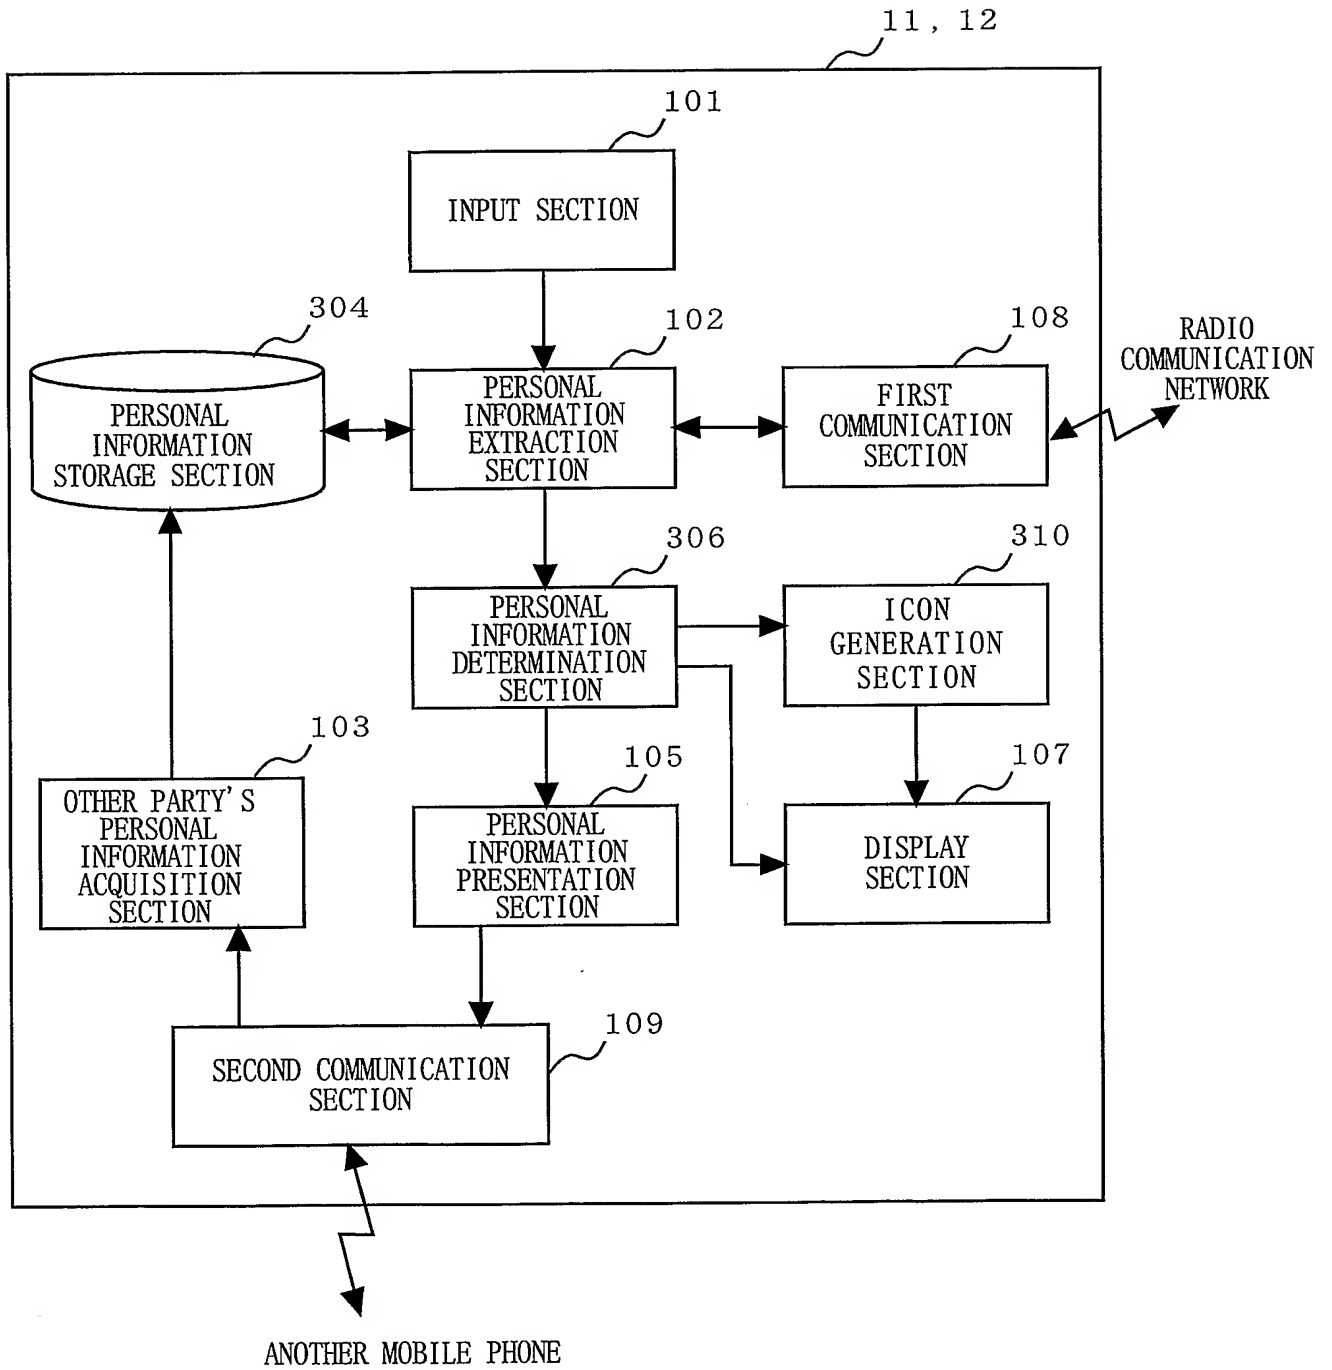 11, 12
101
INPUT SECTION
304
PERSONAL
INFORMATION
STORAGE SECTION
102
PERSONAL
INFORMATION
EXTRACTION
SECTION
108
FIRST
COMMUNICATION
SECTION
RADIO
COMMUNICATION
NETWORK
306
PERSONAL
INFORMATION
DETERMINATION
SECTION
310
ICON
GENERATION
SECTION
103
OTHER PARTY'S
PERSONAL
INFORMATION
ACQUISITION
SECTION
105
PERSONAL
INFORMATION
PRESENTATION
SECTION
107
DISPLAY
SECTION
109
SECOND COMMUNICATION
SECTION
ANOTHER MOBILE PHONE